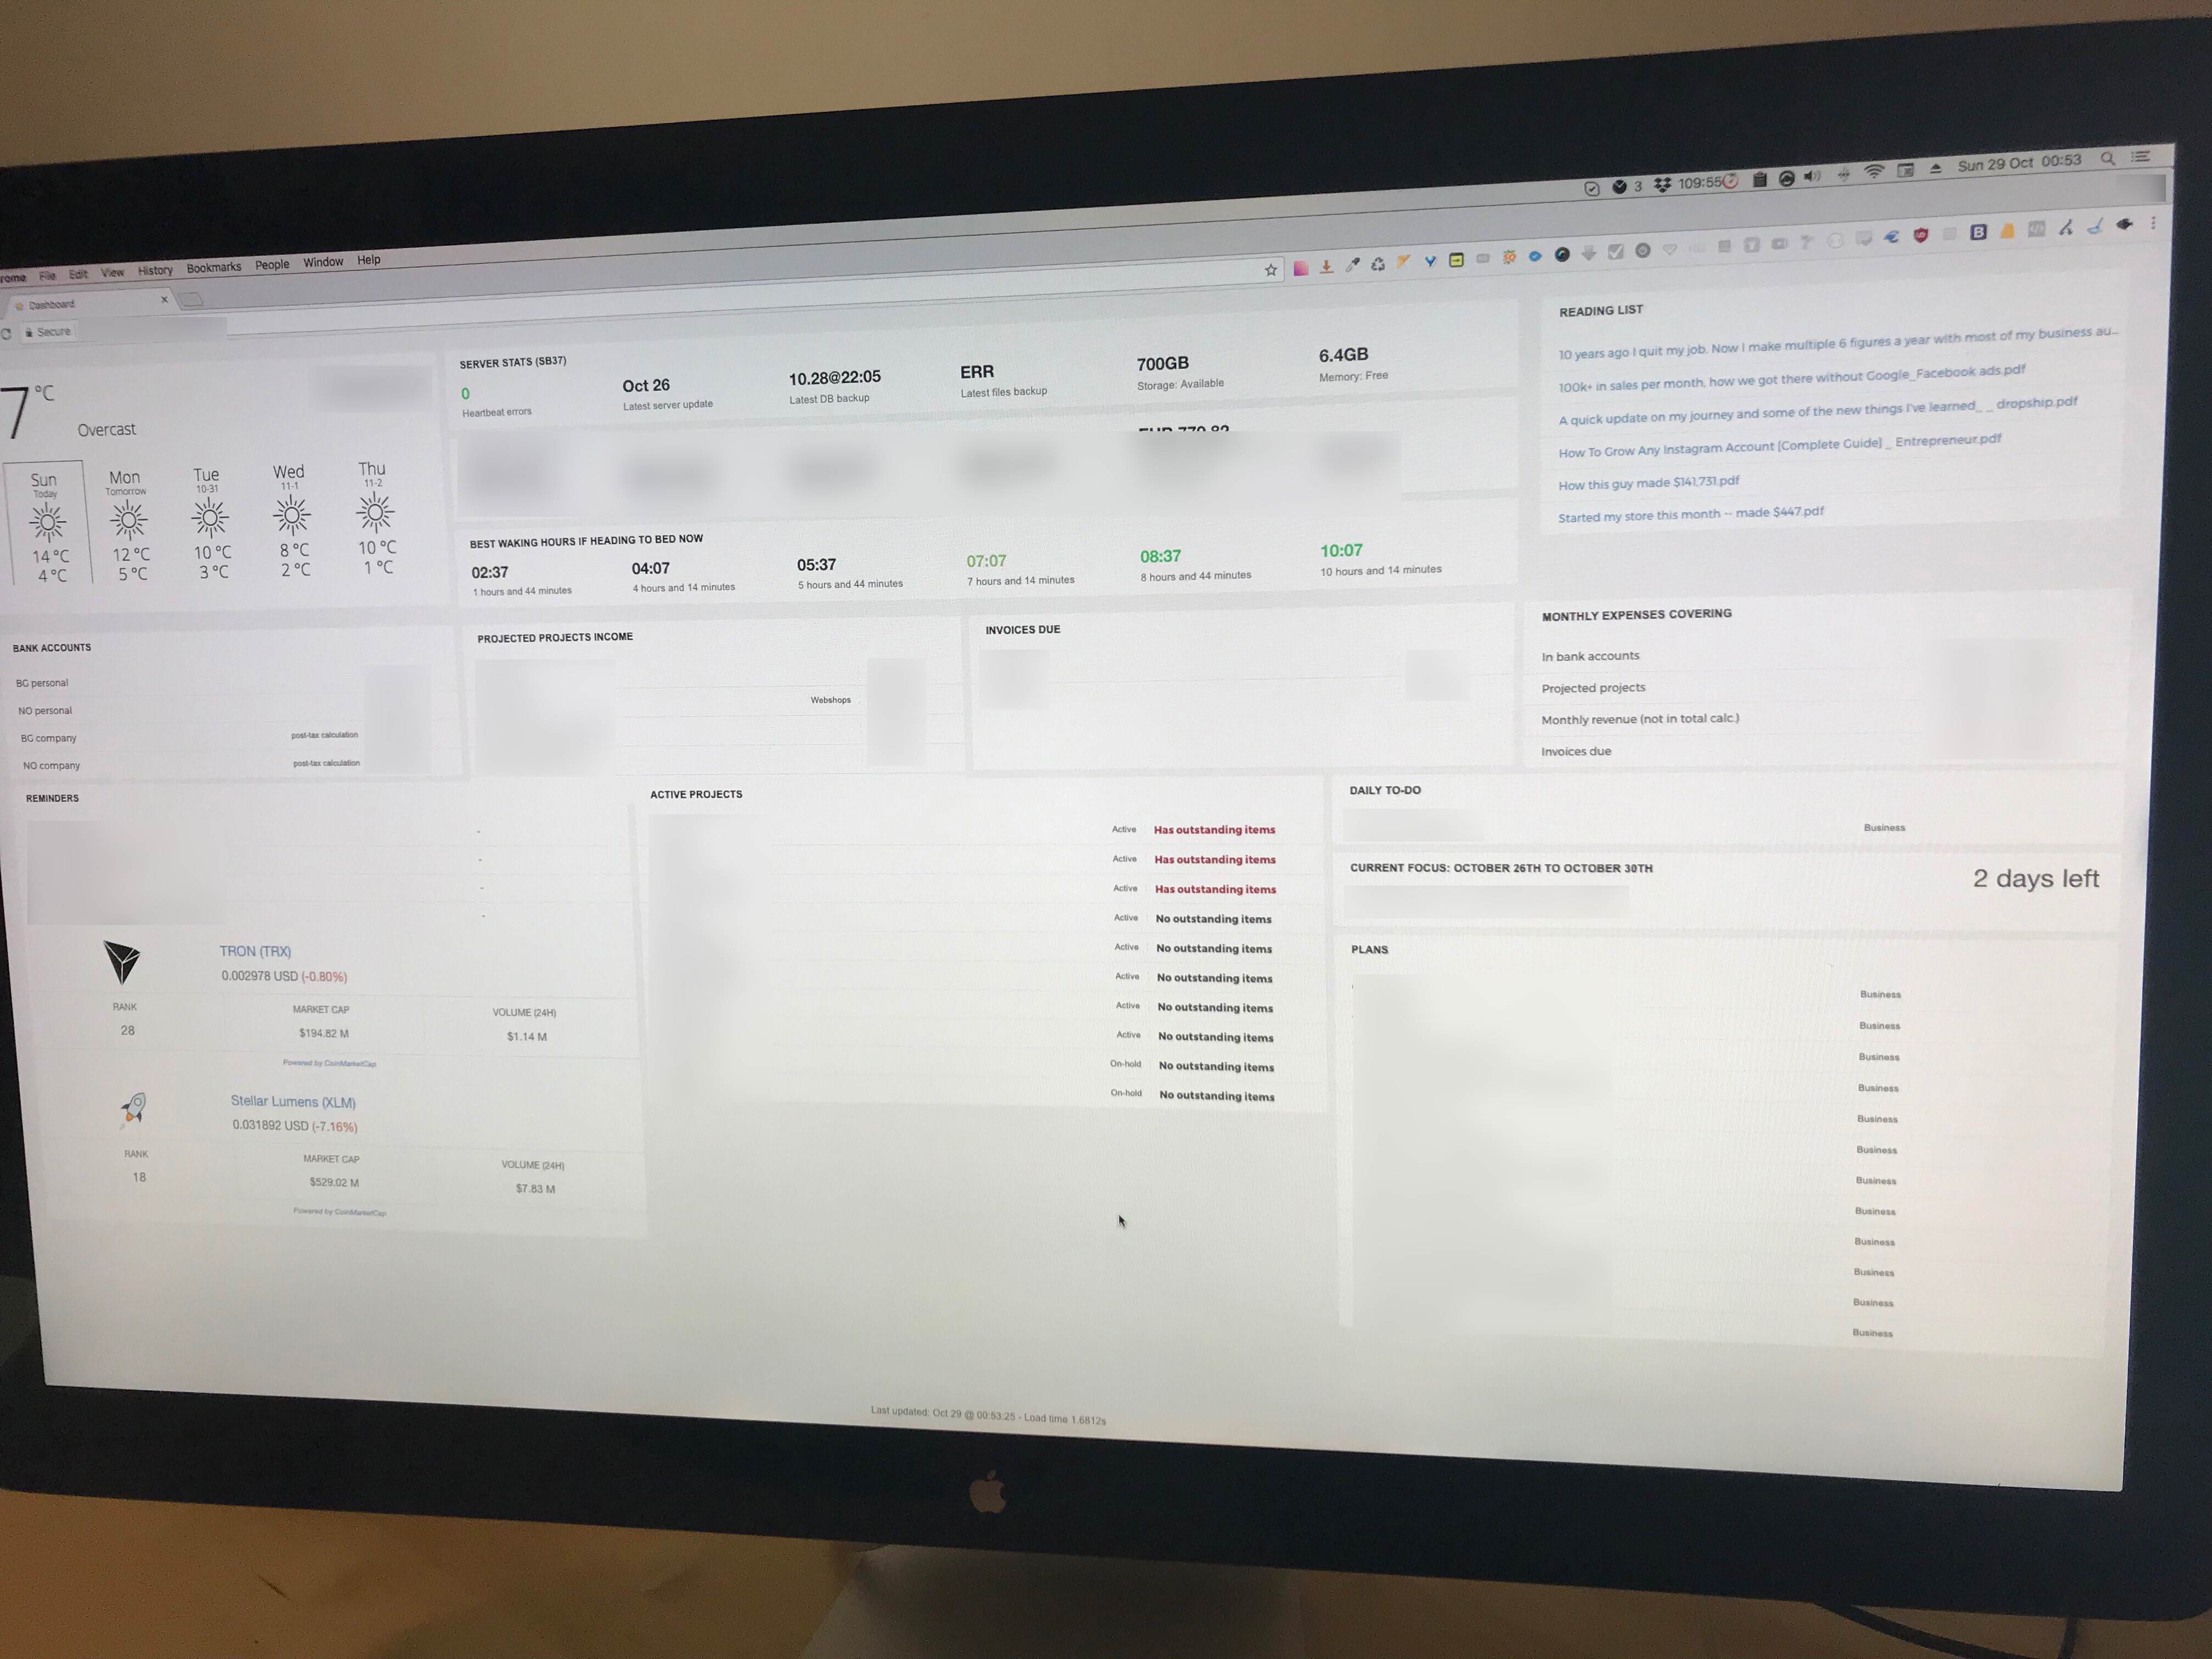 Sun 29 Oct 00:53
3
109:55
File Edit View History Bookmarks People Window Help
Dashboard
Secure
7 °C
Overcast
Sun Mon Tue Wed Thu
Today Tomorrow 10-31 11-1 11-2
14 °C 12 °C 10 °C 8 °C 10 °C
4 °C 5 °C 3 °C 2 °C 1 °C
SERVER STATS (SB37)
0 Oct 26 10.28@22:05 ERR 700GB 6.4GB
Heartbeat errors Latest server update Latest DB backup Latest files backup Storage: Available Memory: Free
BEST WAKING HOURS IF HEADING TO BED NOW
02:37 04:07 05:37 07:07 08:37 10:07
1 hours and 44 minutes 4 hours and 14 minutes 5 hours and 44 minutes 7 hours and 14 minutes 8 hours and 44 minutes 10 hours and 14 minutes
READING LIST
10 years ago I quit my job. Now I make multiple 6 figures a year with most of my business au...
100k+ in sales per month, how we got there without Google_Facebook ads.pdf
A quick update on my journey and some of the new things I've learned_ _ dropship.pdf
How To Grow Any Instagram Account [Complete Guide] _ Entrepreneur.pdf
How this guy made $141,731.pdf
Started my store this month -- made $447.pdf
BANK ACCOUNTS
BG personal
NO personal
BG company post-tax calculation
NO company post-tax calculation
PROJECTED PROJECTS INCOME
Webshops
INVOICES DUE
MONTHLY EXPENSES COVERING
In bank accounts
Projected projects
Monthly revenue (not in total calc.)
Invoices due
REMINDERS
-
-
-
-
TRON (TRX)
0.002978 USD (-0.80%)
RANK MARKET CAP VOLUME (24H)
28 $194.82 M $1.14 M
Powered by CoinMarketCap
Stellar Lumens (XLM)
0.031892 USD (-7.16%)
RANK MARKET CAP VOLUME (24H)
18 $529.02 M $7.83 M
Powered by CoinMarketCap
ACTIVE PROJECTS
Active Has outstanding items
Active Has outstanding items
Active Has outstanding items
Active No outstanding items
Active No outstanding items
Active No outstanding items
Active No outstanding items
Active No outstanding items
On-hold No outstanding items
On-hold No outstanding items
DAILY TO-DO
Business
CURRENT FOCUS: OCTOBER 26TH TO OCTOBER 30TH
2 days left
PLANS
Business
Business
Business
Business
Business
Business
Business
Business
Business
Business
Business
Business
Last updated: Oct 29 @ 00:53:25 - Load time 1.6812s